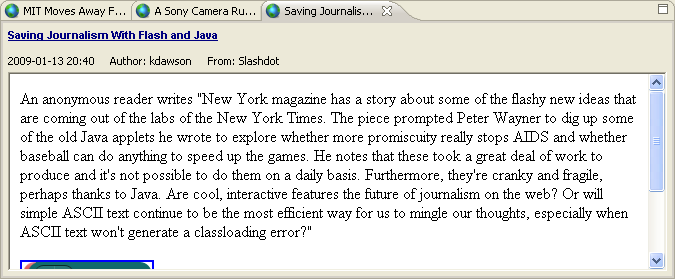 MIT Moves Away F... A Sony Camera Ru... Saving Journalis...
Saving Journalism With Flash and Java
2009-01-13 20:40 Author: kdawson From: Slashdot
An anonymous reader writes "New York magazine has a story about some of the flashy new ideas that
are coming out of the labs of the New York Times. The piece prompted Peter Wayner to dig up some
of the old Java applets he wrote to explore whether more promiscuity really stops AIDS and whether
baseball can do anything to speed up the games. He notes that these took a great deal of work to
produce and it's not possible to do them on a daily basis. Furthermore, they're cranky and fragile,
perhaps thanks to Java. Are cool, interactive features the future of journalism on the web? Or will
simple ASCII text continue to be the most efficient way for us to mingle our thoughts, especially when
ASCII text won't generate a classloading error?"